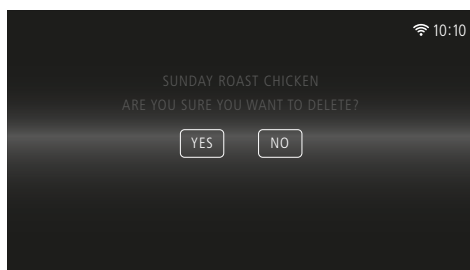 10:10
SUNDAY ROAST CHICKEN
ARE YOU SURE YOU WANT TO DELETE?
YES NO